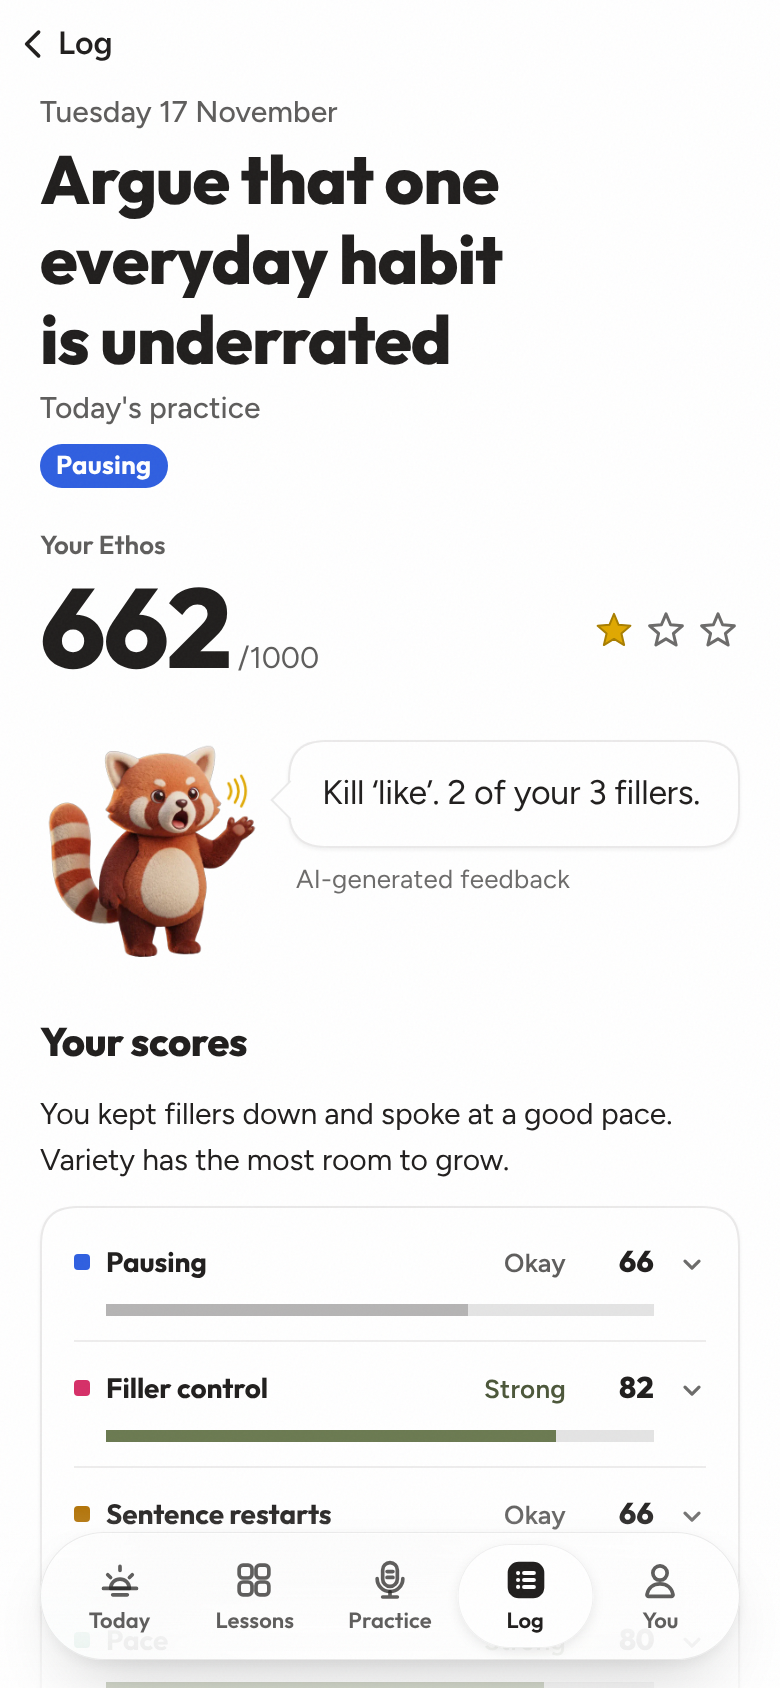 Log
Tuesday 17 November
Argue that one
everyday habit
is underrated
Today's practice
Pausing
Your Ethos
662 /1000
Kill ‘like’. 2 of your 3 fillers.
AI-generated feedback
Your scores
You kept fillers down and spoke at a good pace.
Variety has the most room to grow.
Pausing Okay 66
Filler control Strong 82
Sentence restarts Okay 66
Pace Strong 80
Today Lessons Practice Log You